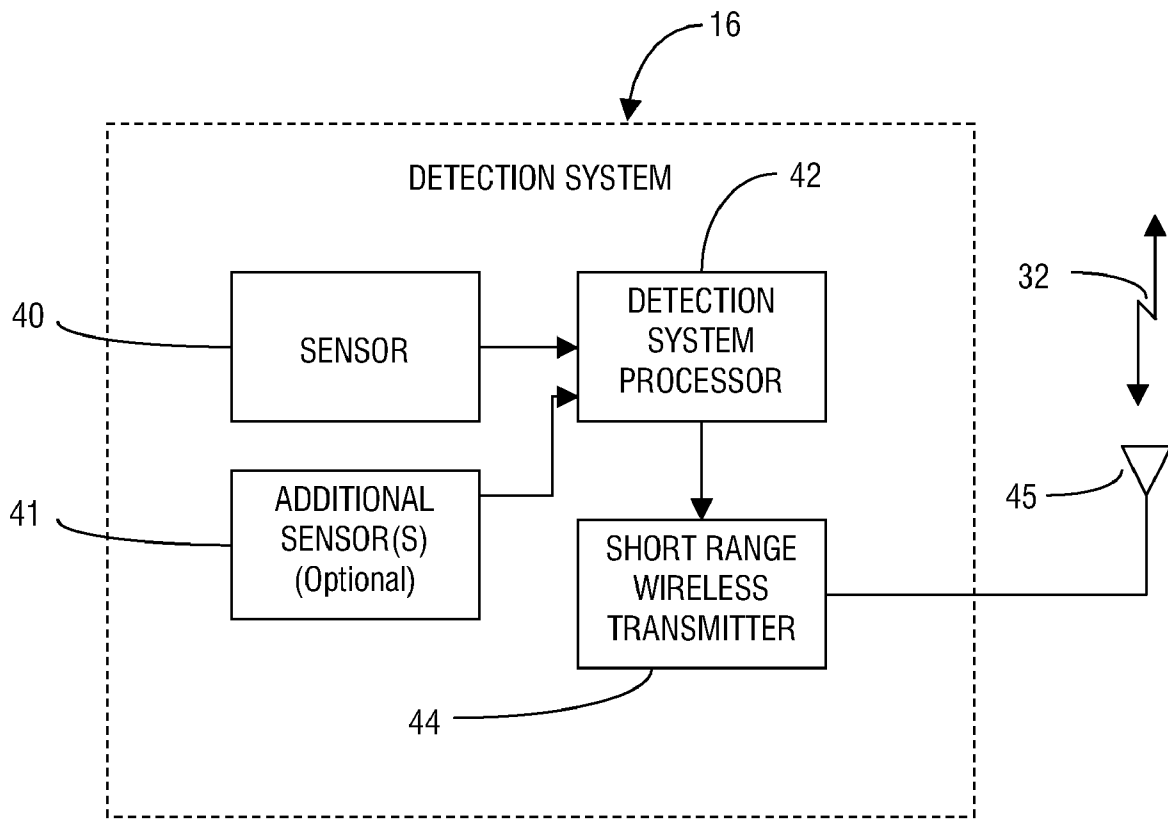 16
DETECTION SYSTEM
42
32
40
SENSOR
DETECTION
SYSTEM
PROCESSOR
41
ADDITIONAL
SENSOR(S)
(Optional)
45
SHORT RANGE
WIRELESS
TRANSMITTER
44